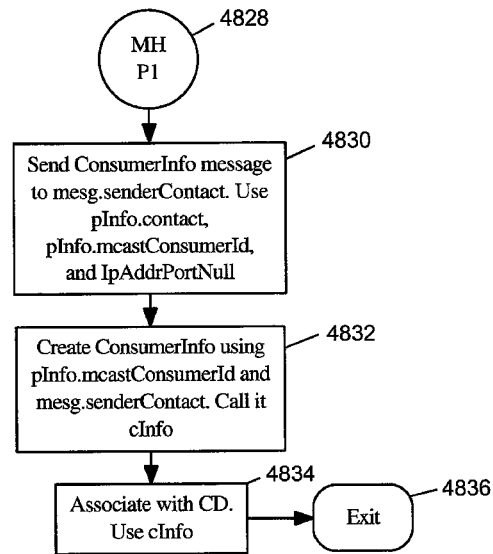 4828
MH
P1
4830
Send ConsumerInfo message
to mesg.senderContact. Use
pInfo.contact,
pInfo.mcastConsumerId,
and IpAddrPortNull
4832
Create ConsumerInfo using
pInfo.mcastConsumerId and
mesg.senderContact. Call it
cInfo
4834
Associate with CD.
Use cInfo
4836
Exit